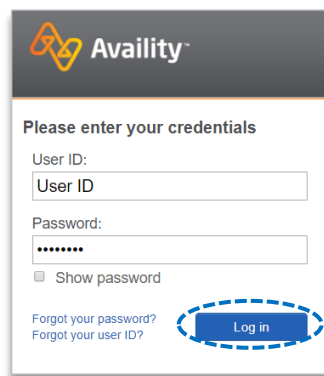 Availity™
Please enter your credentials
User ID:
User ID
Password:
••••••••
Show password
Forgot your password?
Forgot your user ID?
Log in